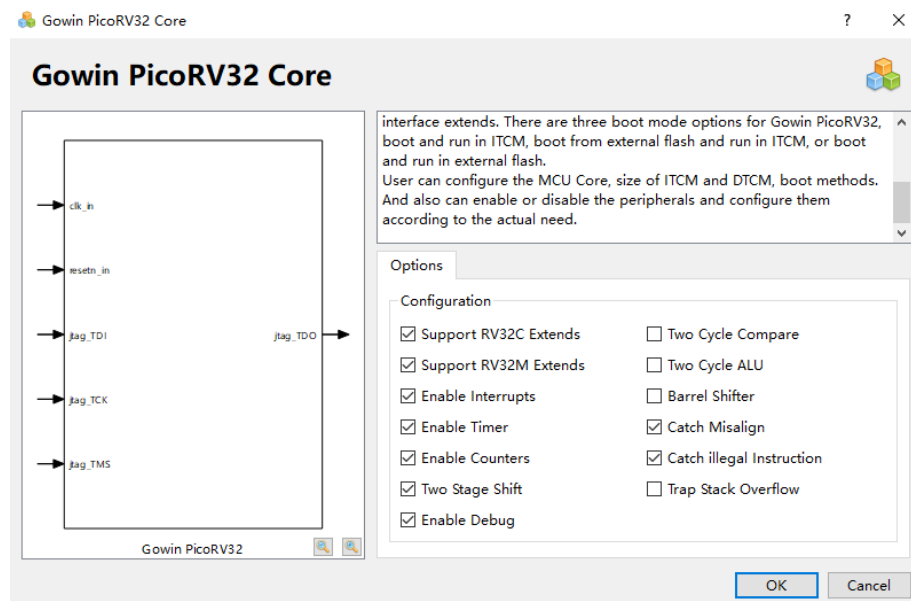 Gowin PicoRV32 Core
?
Gowin PicoRV32 Core
clk_in
resetn_in
jtag_TDI
jtag_TDO
jtag_TCK
jtag_TMS
Gowin PicoRV32
interface extends. There are three boot mode options for Gowin PicoRV32,
boot and run in ITCM, boot from external flash and run in ITCM, or boot
and run in external flash.
User can configure the MCU Core, size of ITCM and DTCM, boot methods.
And also can enable or disable the peripherals and configure them
according to the actual need.
Options
Configuration
Support RV32C Extends
Two Cycle Compare
Support RV32M Extends
Two Cycle ALU
Enable Interrupts
Barrel Shifter
Enable Timer
Catch Misalign
Enable Counters
Catch illegal Instruction
Two Stage Shift
Trap Stack Overflow
Enable Debug
OK
Cancel